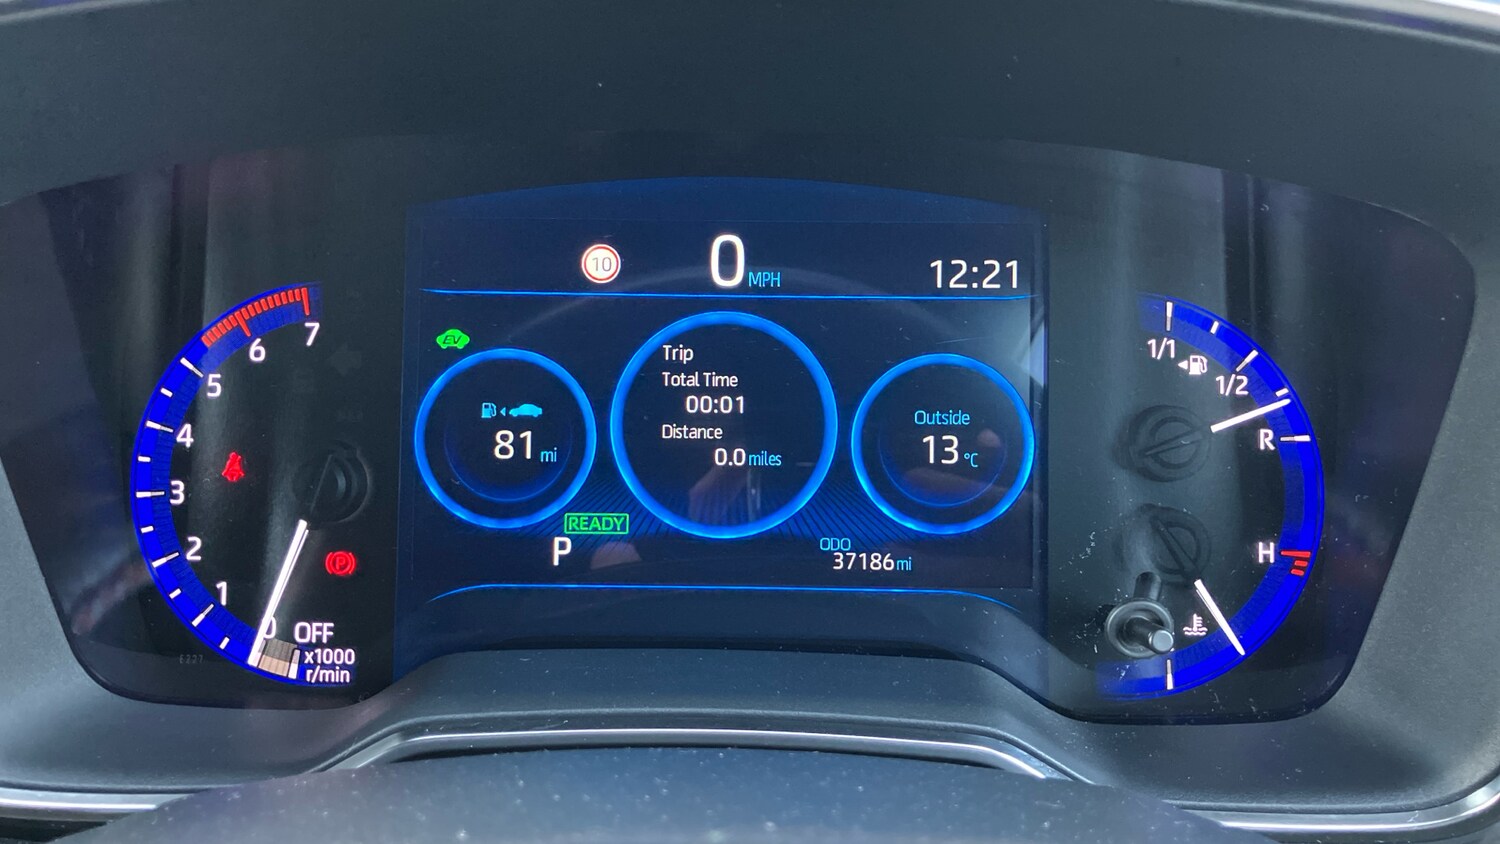 10
0 MPH
12:21
EV
81 mi
Trip
Total Time
00:01
Distance
0.0 miles
Outside
13 °C
READY
P
ODO
37186 mi
7
6
5
4
3
2
1
0 OFF
x1000
r/min
P
1/1
1/2
R
H